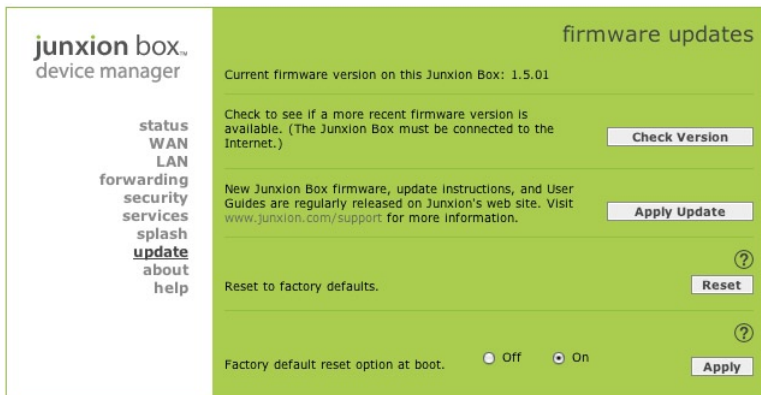 junxion box™
device manager
status
WAN
LAN
forwarding
security
services
splash
update
about
help
firmware updates
Current firmware version on this Junxion Box: 1.5.01
Check to see if a more recent firmware version is
available. (The Junxion Box must be connected to the
Internet.)
Check Version
New Junxion Box firmware, update instructions, and User
Guides are regularly released on Junxion's web site. Visit
www.junxion.com/support for more information.
Apply Update
?
Reset to factory defaults.
Reset
?
Factory default reset option at boot.
Off
On
Apply